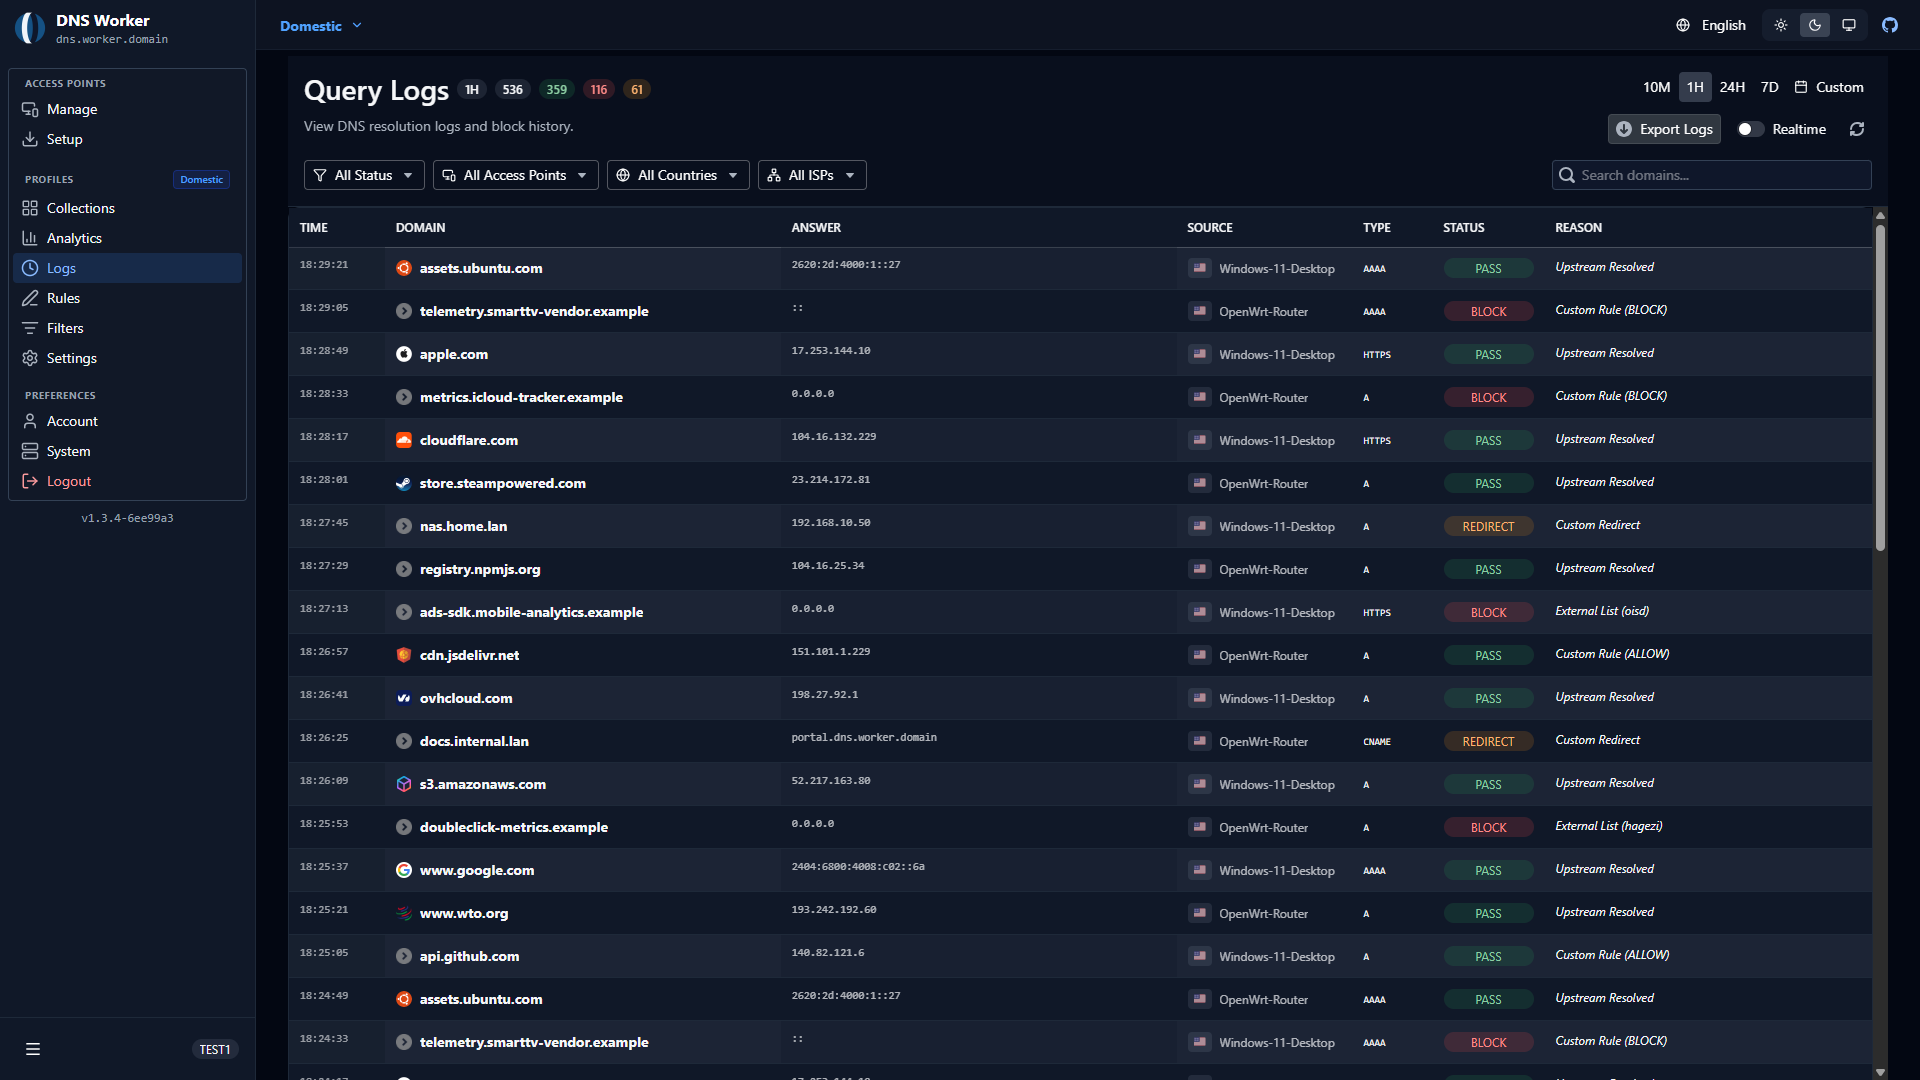 DNS Worker
dns.worker.domain
Domestic
English
ACCESS POINTS
Manage
Setup
PROFILES Domestic
Collections
Analytics
Logs
Rules
Filters
Settings
PREFERENCES
Account
System
Logout
v1.3.4-6ee99a3
TEST1
Query Logs 1H 536 359 116 61
10M 1H 24H 7D Custom
View DNS resolution logs and block history.
Export Logs Realtime
All Status All Access Points All Countries All ISPs Search domains...
TIME DOMAIN ANSWER SOURCE TYPE STATUS REASON
18:29:21 assets.ubuntu.com 2620:2d:4000:1::27 Windows-11-Desktop AAAA PASS Upstream Resolved
18:29:05 telemetry.smarttv-vendor.example :: OpenWrt-Router AAAA BLOCK Custom Rule (BLOCK)
18:28:49 apple.com 17.253.144.10 Windows-11-Desktop HTTPS PASS Upstream Resolved
18:28:33 metrics.icloud-tracker.example 0.0.0.0 OpenWrt-Router A BLOCK Custom Rule (BLOCK)
18:28:17 cloudflare.com 104.16.132.229 Windows-11-Desktop HTTPS PASS Upstream Resolved
18:28:01 store.steampowered.com 23.214.172.81 OpenWrt-Router A PASS Upstream Resolved
18:27:45 nas.home.lan 192.168.10.50 Windows-11-Desktop A REDIRECT Custom Redirect
18:27:29 registry.npmjs.org 104.16.25.34 OpenWrt-Router A PASS Upstream Resolved
18:27:13 ads-sdk.mobile-analytics.example 0.0.0.0 Windows-11-Desktop HTTPS BLOCK External List (oisd)
18:26:57 cdn.jsdelivr.net 151.101.1.229 OpenWrt-Router A PASS Custom Rule (ALLOW)
18:26:41 ovhcloud.com 198.27.92.1 Windows-11-Desktop A PASS Upstream Resolved
18:26:25 docs.internal.lan portal.dns.worker.domain OpenWrt-Router CNAME REDIRECT Custom Redirect
18:26:09 s3.amazonaws.com 52.217.163.80 Windows-11-Desktop A PASS Upstream Resolved
18:25:53 doubleclick-metrics.example 0.0.0.0 OpenWrt-Router A BLOCK External List (hagezi)
18:25:37 www.google.com 2404:6800:4008:c02::6a Windows-11-Desktop AAAA PASS Upstream Resolved
18:25:21 www.wto.org 193.242.192.60 OpenWrt-Router A PASS Upstream Resolved
18:25:05 api.github.com 140.82.121.6 Windows-11-Desktop A PASS Custom Rule (ALLOW)
18:24:49 assets.ubuntu.com 2620:2d:4000:1::27 OpenWrt-Router AAAA PASS Upstream Resolved
18:24:33 telemetry.smarttv-vendor.example :: Windows-11-Desktop AAAA BLOCK Custom Rule (BLOCK)